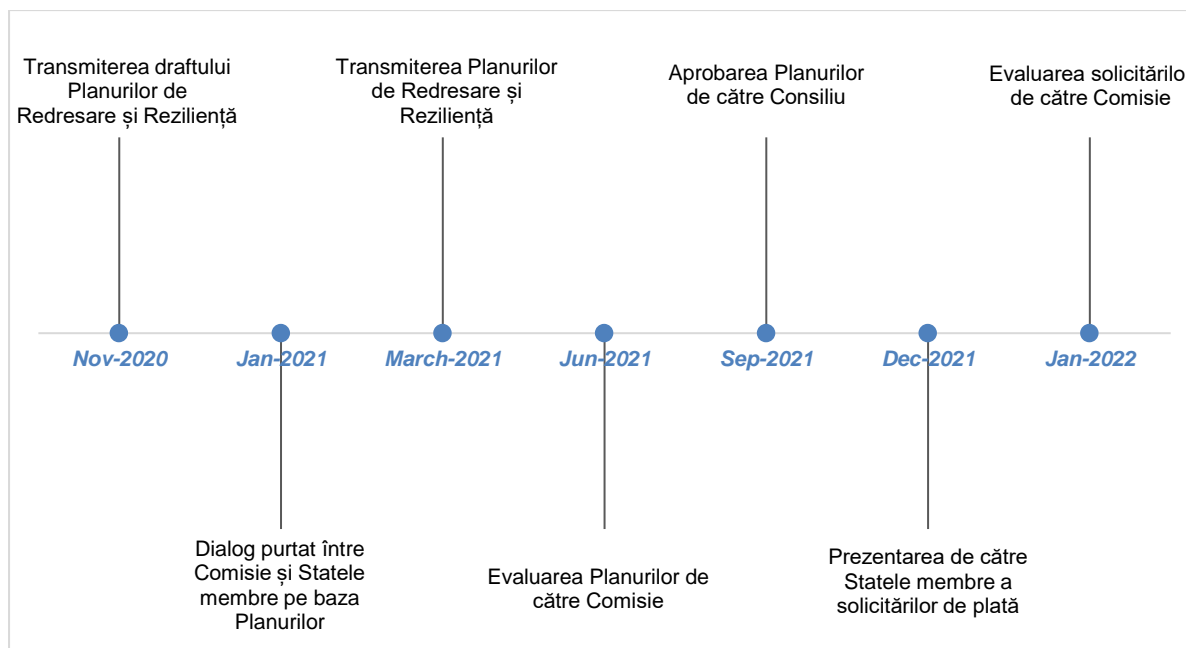 Transmiterea draftului
Planurilor de
Redresare și Reziliență
Transmiterea Planurilor
de Redresare și
Reziliență
Aprobarea Planurilor
de către Consiliu
Evaluarea solicitărilo
de către Comisie
Nov-2020
Jan-2021
March-2021
Jun-2021
Sep-2021
Dec-2021
Jan-2022
Dialog purtat între
Comisie și Statele
membre pe baza
Planurilor
Evaluarea Planurilor de
către Comisie
Prezentarea de către
Statele membre a
solicitărilor de plată